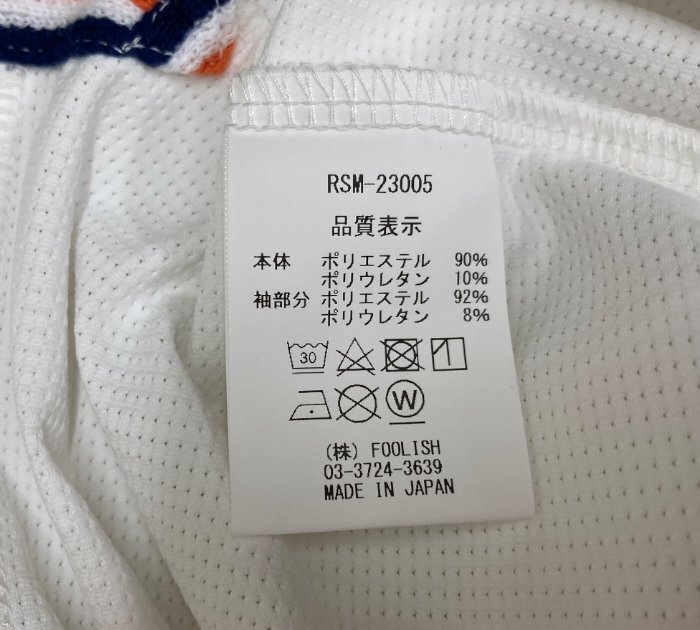 RSM-23005
品質表示
本体 ポリエステル 90%
ポリウレタン 10%
袖部分 ポリエステル 92%
ポリウレタン 8%
30
W
(株) FOOLISH
03-3724-3639
MADE IN JAPAN